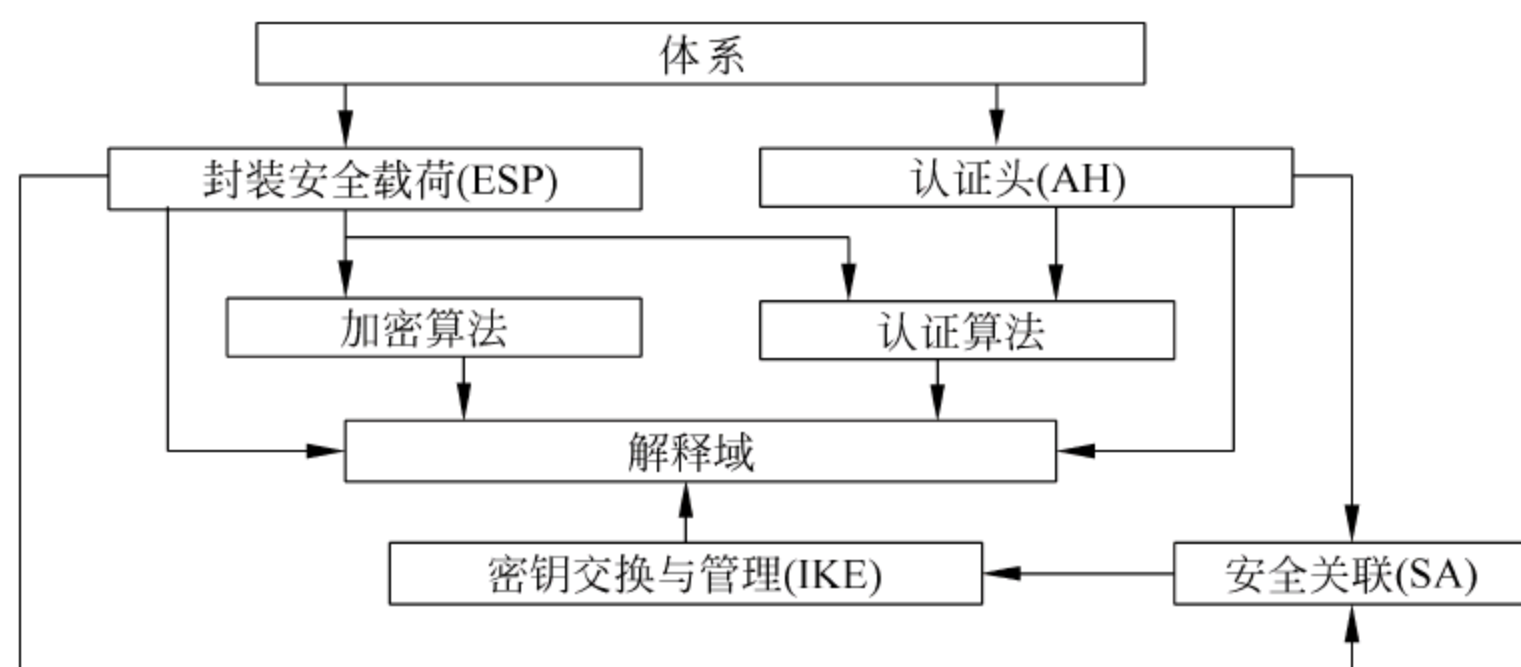 体系
封装安全载荷(ESP)
认证头(AH)
加密算法
认证算法
解释域
密钥交换与管理(IKE)
安全关联(SA)